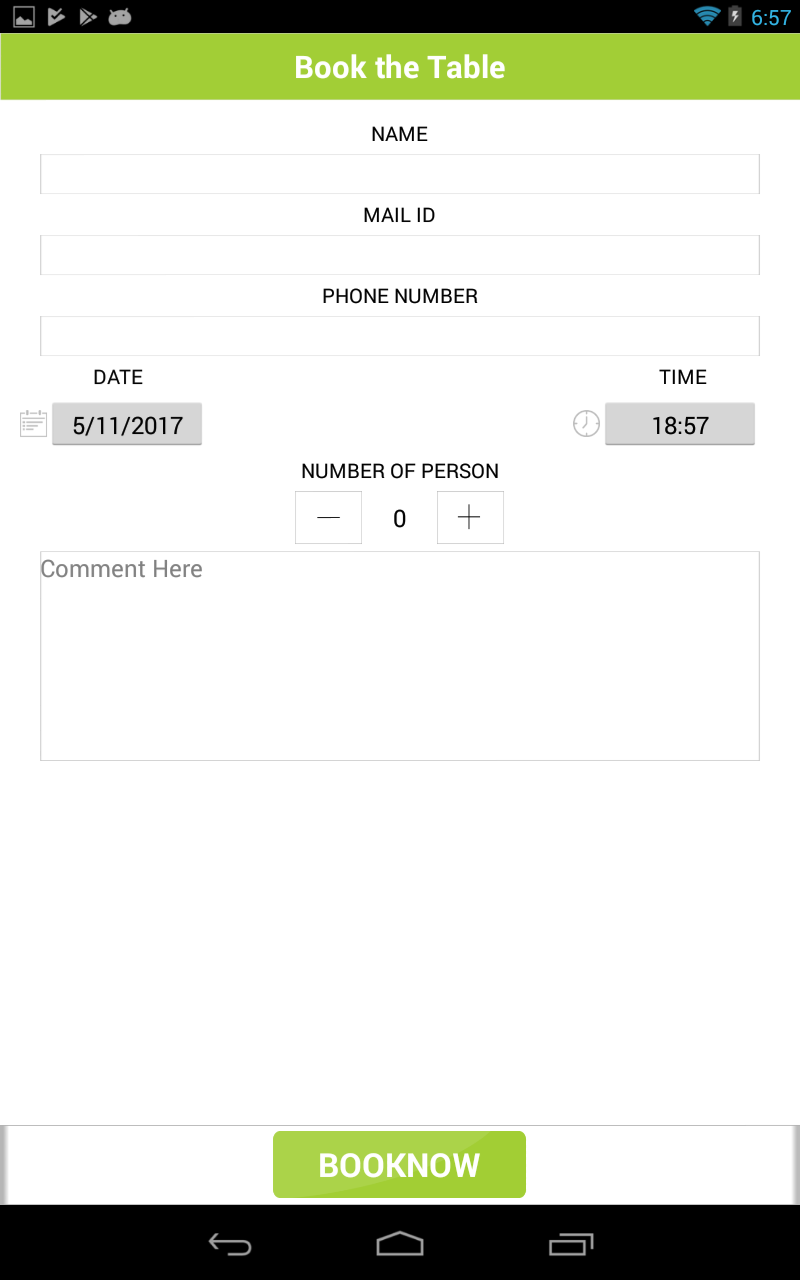 6:57
Book the Table
NAME
MAIL ID
PHONE NUMBER
DATE TIME
5/11/2017 18:57
NUMBER OF PERSON
0
Comment Here
BOOKNOW